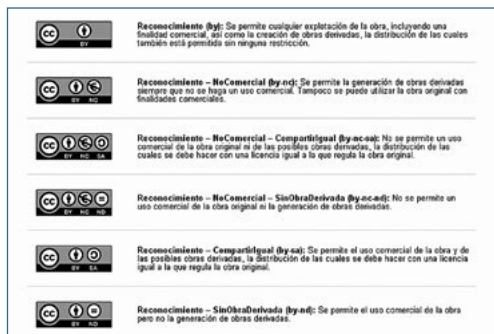 cc BY
Reconocimiento (by): Se permite cualquier explotación de la obra, incluyendo una
finalidad comercial, así como la creación de obras derivadas, la distribución de las cuales
también está permitida sin ninguna restricción.
cc BY NC
Reconocimiento – NoComercial (by-nc): Se permite la generación de obras derivadas
siempre que no se haga un uso comercial. Tampoco se puede utilizar la obra original con
finalidades comerciales.
cc BY NC SA
Reconocimiento – NoComercial – CompartirIgual (by-nc-sa): No se permite un uso
comercial de la obra original ni de las posibles obras derivadas, la distribución de las
cuales se debe hacer con una licencia igual a la que regula la obra original.
cc BY NC ND
Reconocimiento – NoComercial – SinObraDerivada (by-nc-nd): No se permite un
uso comercial de la obra original ni la generación de obras derivadas.
cc BY SA
Reconocimiento – CompartirIgual (by-sa): Se permite el uso comercial de la obra y de
las posibles obras derivadas, la distribución de las cuales se debe hacer con una licencia
igual a la que regula la obra original.
cc BY ND
Reconocimiento – SinObraDerivada (by-nd): Se permite el uso comercial de la obra
pero no la generación de obras derivadas.